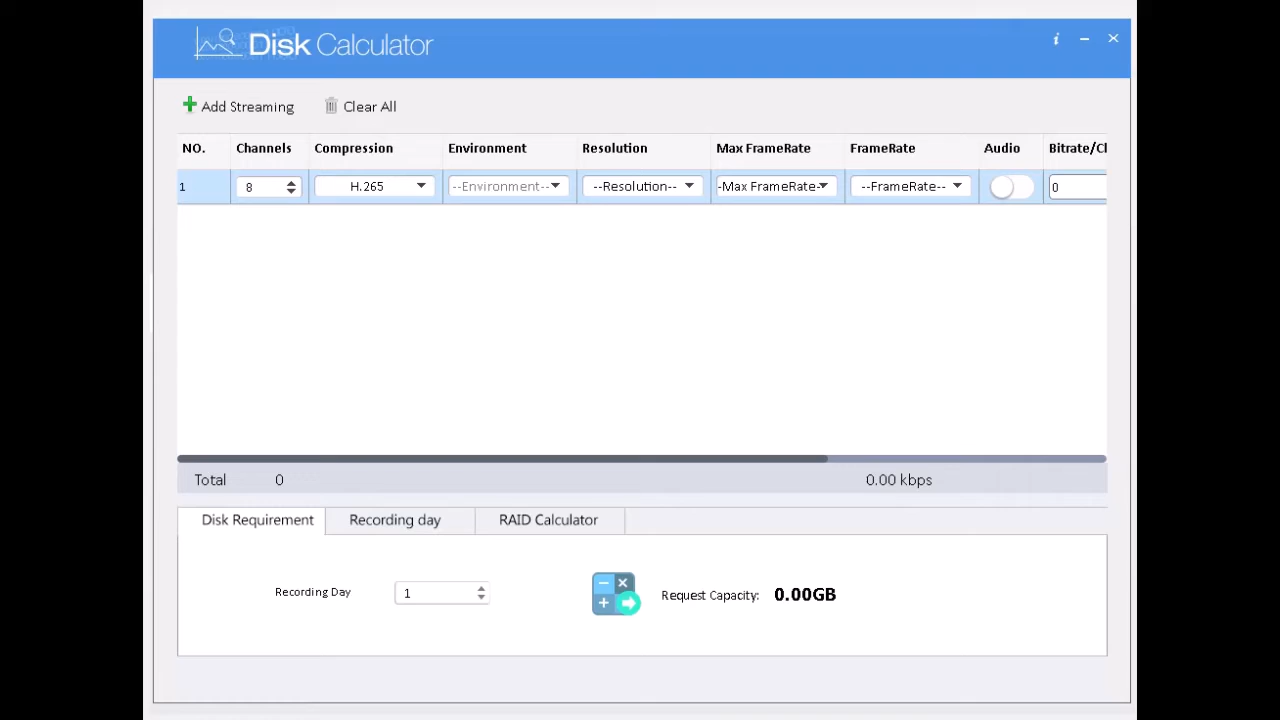 Disk Calculator
Add Streaming Clear All
NO. Channels Compression Environment Resolution Max FrameRate FrameRate Audio Bitrate/Cl
1 8 H.265 --Environment-- --Resolution-- -Max FrameRate- --FrameRate-- 0
Total 0 0.00 kbps
Disk Requirement Recording day RAID Calculator
Recording Day 1 Request Capacity: 0.00GB